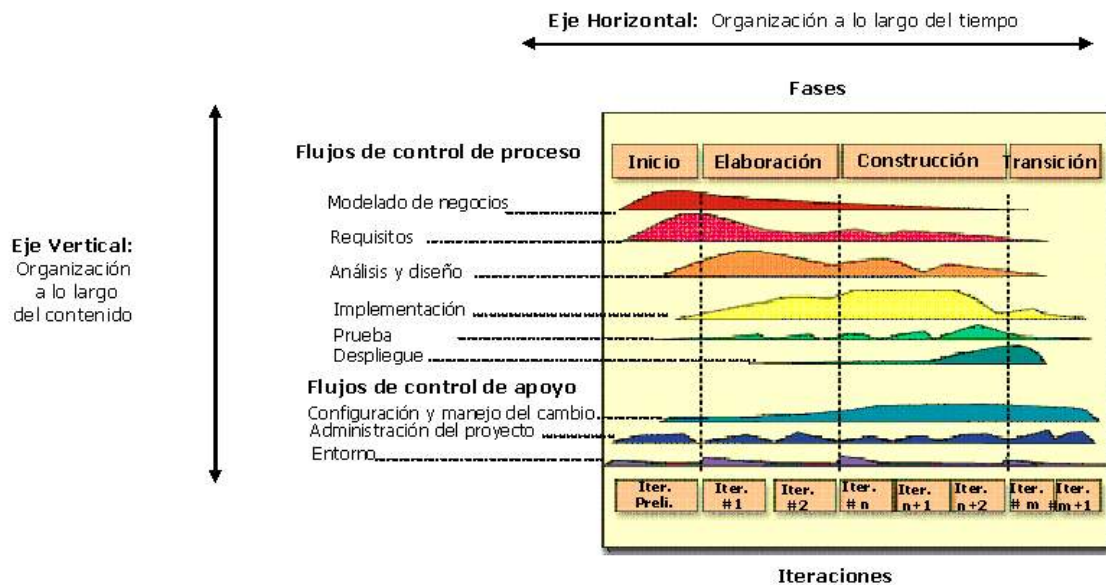 Eje Horizontal: Organización a lo largo del tiempo
Fases
Flujos de control de proceso
Inicio
Elaboración
Construcción
Transición
Modelado de negocios
Requisitos
Análisis y diseño
Implementación
Prueba
Despliegue
Eje Vertical:
Organización
a lo largo
del contenido
Flujos de control de apoyo
Configuración y manejo del cambio
Administración del proyecto
Entorno
Iter.
Preli.
Iter.
#1
Iter.
#2
Iter.
# n
Iter.
n+1
Iter.
n+2
Iter.
# m
Iter.
#m+1
Iteraciones